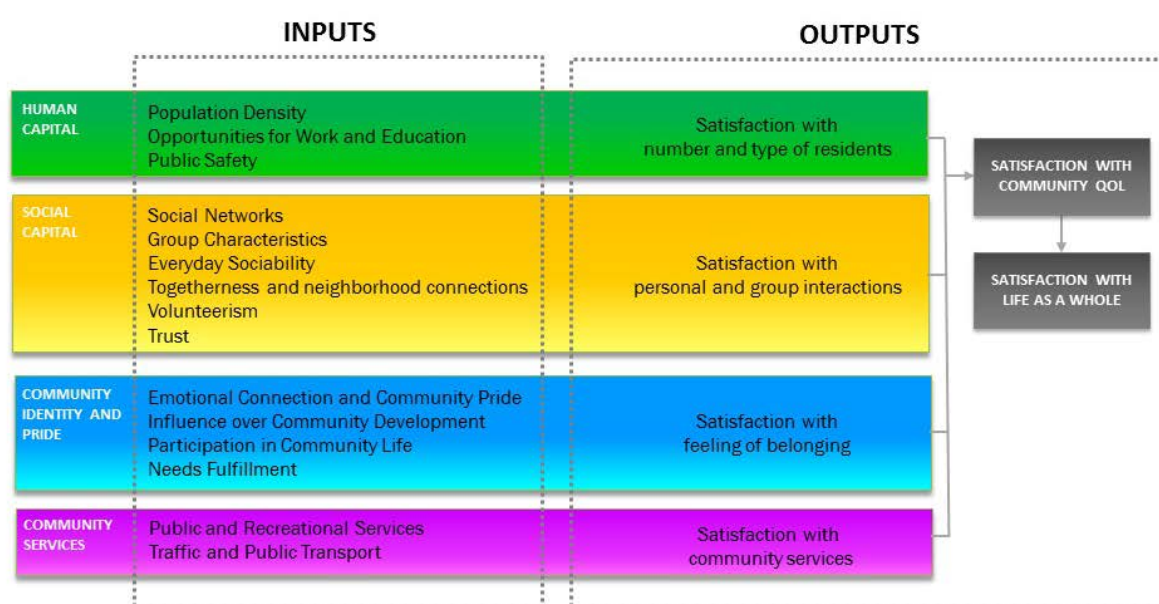 INPUTS
OUTPUTS
HUMAN
CAPITAL
Population Density
Opportunities for Work and Education
Public Safety
Satisfaction with
number and type of residents
SOCIAL
CAPITAL
Social Networks
Group Characteristics
Everyday Sociability
Togetherness and neighborhood connections
Volunteerism
Trust
Satisfaction with
personal and group interactions
COMMUNITY
IDENTITY AND
PRIDE
Emotional Connection and Community Pride
Influence over Community Development
Participation in Community Life
Needs Fulfillment
Satisfaction with
feeling of belonging
COMMUNITY
SERVICES
Public and Recreational Services
Traffic and Public Transport
Satisfaction with
community services
SATISFACTION WITH
COMMUNITY QOL
SATISFACTION WITH
LIFE AS A WHOLE